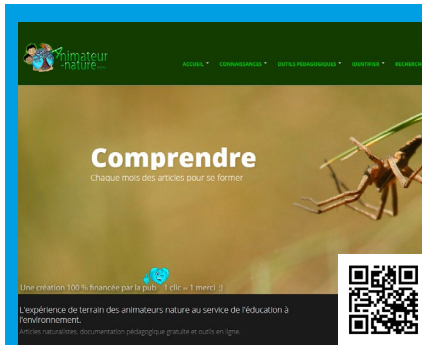 Animateur
-nature.com
ACCUEIL CONNAISSANCES OUTILS PÉDAGOGIQUES IDENTIFIER RECHERCH
Comprendre
Chaque mois des articles pour se former
Une création 100 % financée par la pub : 1 clic = 1 merci :)
L'expérience de terrain des animateurs nature au service de l'éducation à
l'environnement.
Articles naturalistes, documentation pédagogique gratuite et outils en ligne.